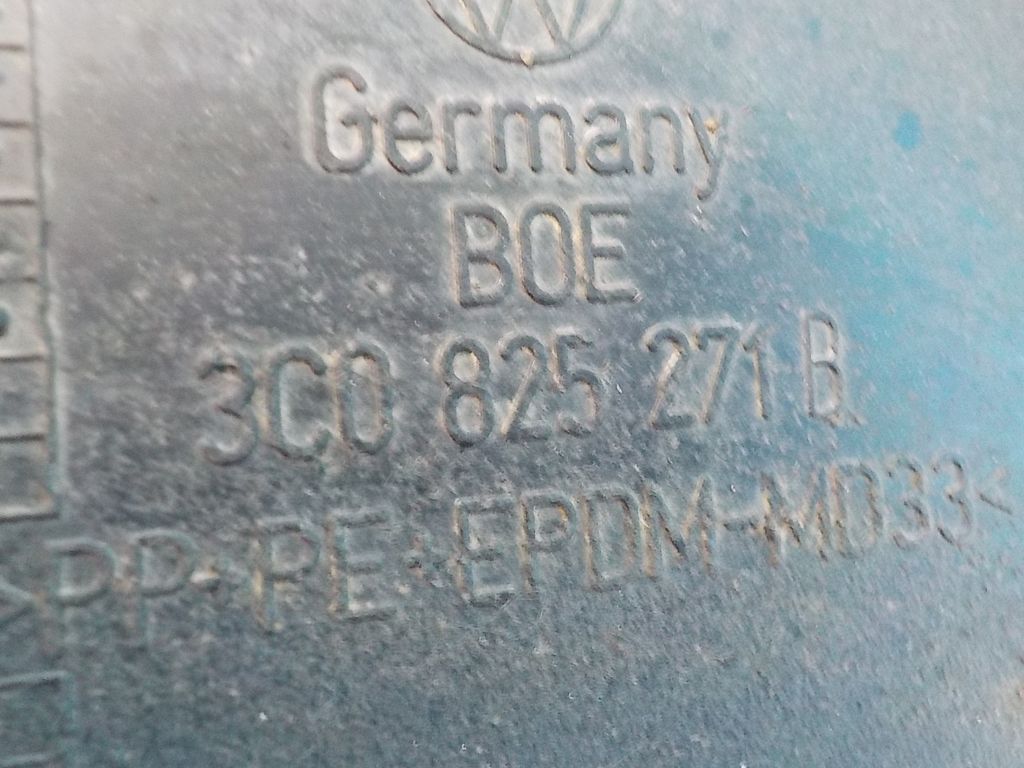 Germany
BOE
3C0 825 271 B
>PP+PE+EPDM-MD33<